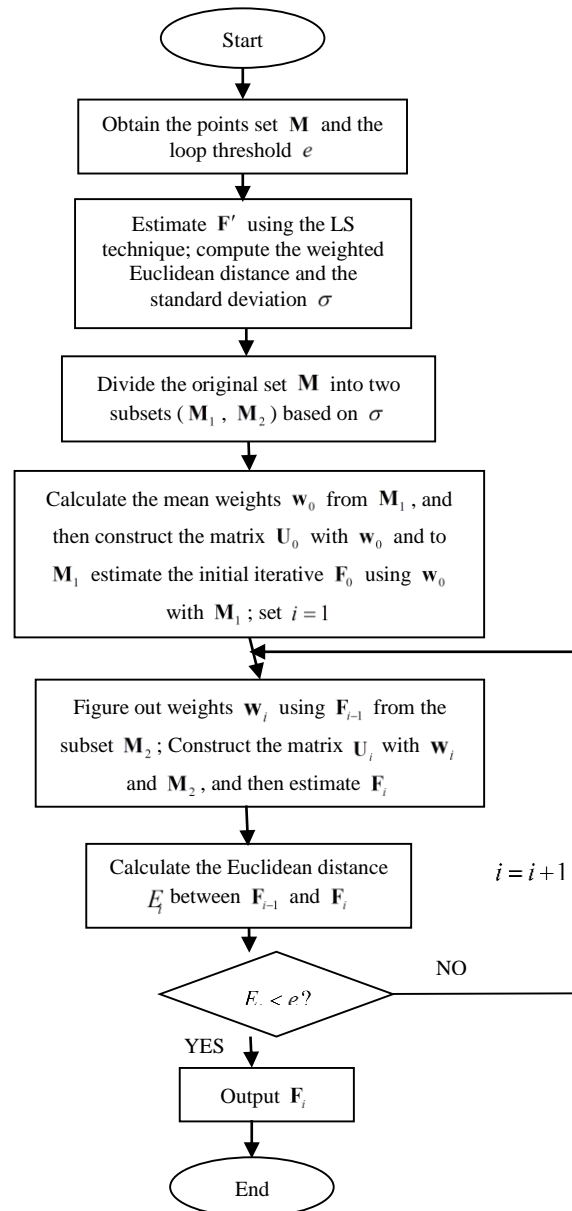 Start
Obtain the points set M and the
loop threshold e
Estimate F′ using the LS
technique; compute the weighted
Euclidean distance and the
standard deviation σ
Divide the original set M into two
subsets ( M₁ , M₂ ) based on σ
Calculate the mean weights w₀ from M₁ , and
then construct the matrix U₀ with w₀ and to
M₁ estimate the initial iterative F₀ using w₀
with M₁ ; set i = 1
Figure out weights wᵢ using Fᵢ₋₁ from the
subset M₂ ; Construct the matrix Uᵢ with wᵢ
and M₂ , and then estimate Fᵢ
Calculate the Euclidean distance
Eᵢ between Fᵢ₋₁ and Fᵢ
i = i+1
NO
< e?
YES
Output Fᵢ
End